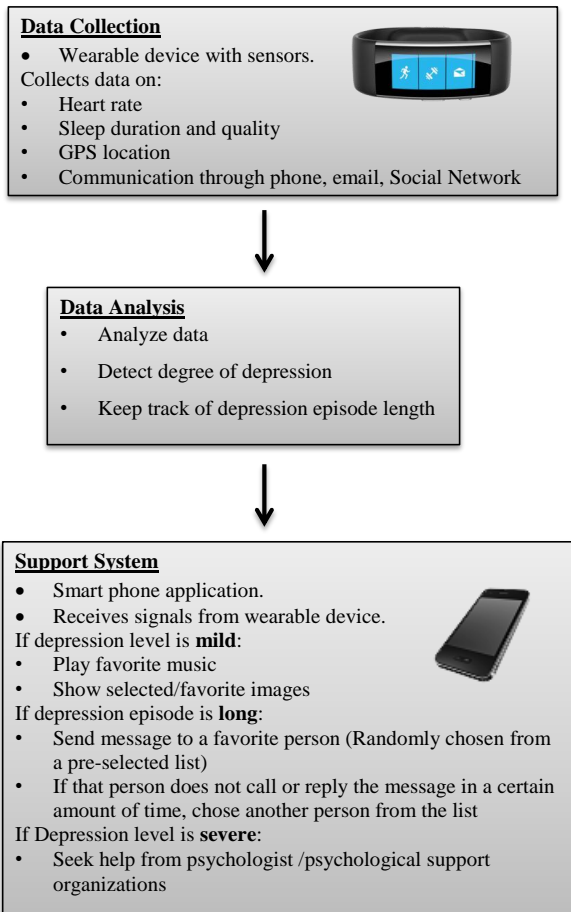 Data Collection
• Wearable device with sensors.
Collects data on:
• Heart rate
• Sleep duration and quality
• GPS location
• Communication through phone, email, Social Network
Data Analysis
• Analyze data
• Detect degree of depression
• Keep track of depression episode length
Support System
• Smart phone application.
• Receives signals from wearable device.
If depression level is mild:
• Play favorite music
• Show selected/favorite images
If depression episode is long:
• Send message to a favorite person (Randomly chosen from
a pre-selected list)
• If that person does not call or reply the message in a certain
amount of time, chose another person from the list
If Depression level is severe:
• Seek help from psychologist /psychological support
organizations